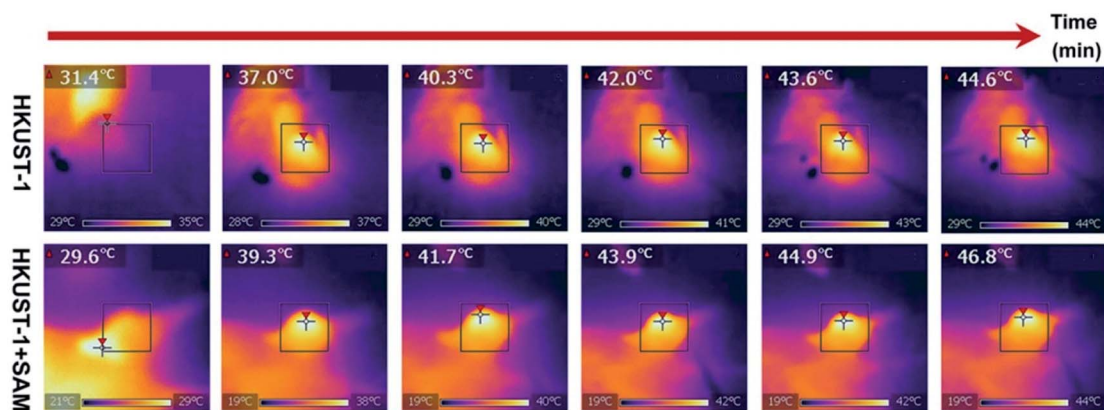 Time
(min)
HKUST-1
31.4°C
37.0°C
40.3°C
42.0°C
43.6°C
44.6°C
29°C 35°C
28°C 37°C
29°C 40°C
29°C 41°C
29°C 43°C
29°C 44°C
HKUST-1+SAM
29.6°C
39.3°C
41.7°C
43.9°C
44.9°C
46.8°C
21°C 29°C
19°C 38°C
19°C 40°C
19°C 42°C
19°C 42°C
19°C 44°C